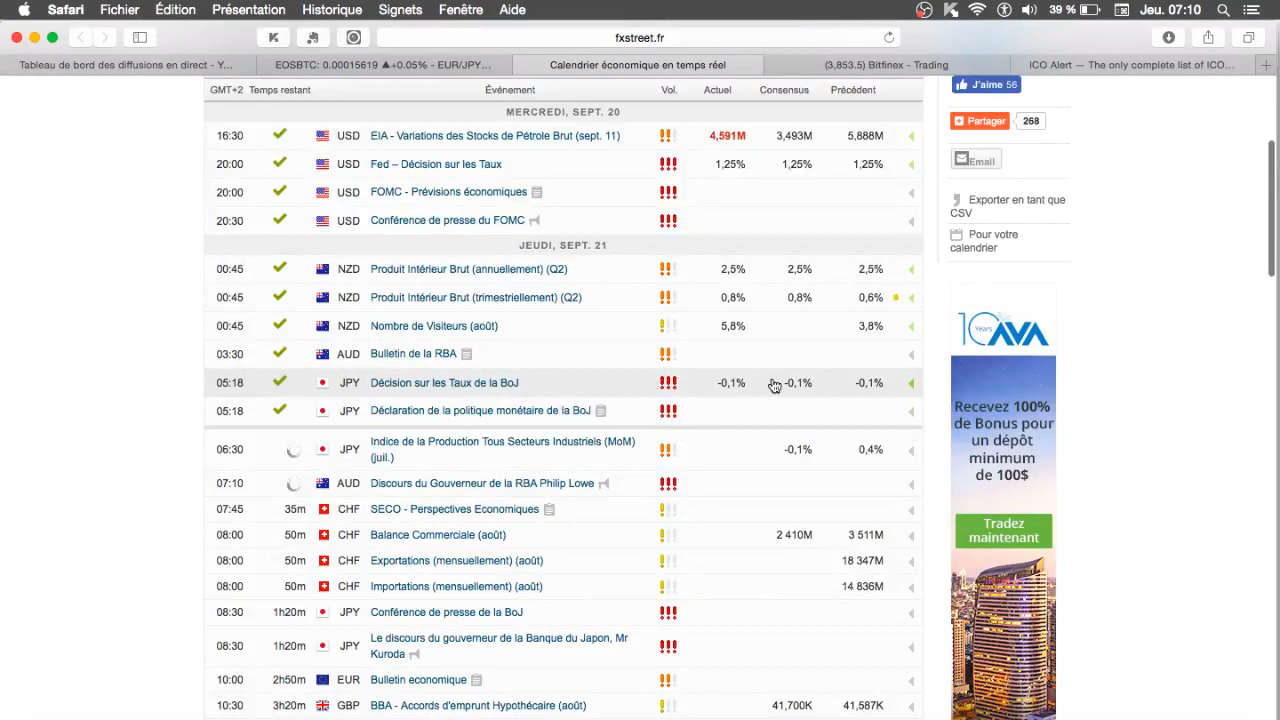 Safari Fichier Édition Présentation Historique Signets Fenêtre Aide 39 % Jeu. 07:10
fxstreet.fr
Tableau de bord des diffusions en direct - Y... EOSBTC: 0.00015619 ▲+0.05% - EUR/JPY... Calendrier économique en temps réel (3,853.5) Bitfinex - Trading ICO Alert — The only complete list of ICO...
GMT+2 Temps restant Événement Vol. Actuel Consensus Précédent
MERCREDI, SEPT. 20
16:30 USD EIA - Variations des Stocks de Pétrole Brut (sept. 11) 4,591M 3,493M 5,888M
20:00 USD Fed – Décision sur les Taux 1,25% 1,25% 1,25%
20:00 USD FOMC - Prévisions économiques
20:30 USD Conférence de presse du FOMC
JEUDI, SEPT. 21
00:45 NZD Produit Intérieur Brut (annuellement) (Q2) 2,5% 2,5% 2,5%
00:45 NZD Produit Intérieur Brut (trimestriellement) (Q2) 0,8% 0,8% 0,6%
00:45 NZD Nombre de Visiteurs (août) 5,8% 3,8%
03:30 AUD Bulletin de la RBA
05:18 JPY Décision sur les Taux de la BoJ -0,1% -0,1% -0,1%
05:18 JPY Déclaration de la politique monétaire de la BoJ
06:30 JPY Indice de la Production Tous Secteurs Industriels (MoM)
(juil.) -0,1% 0,4%
07:10 AUD Discours du Gouverneur de la RBA Philip Lowe
07:45 35m CHF SECO - Perspectives Economiques
08:00 50m CHF Balance Commerciale (août) 2 410M 3 511M
08:00 50m CHF Exportations (mensuellement) (août) 18 347M
08:00 50m CHF Importations (mensuellement) (août) 14 836M
08:30 1h20m JPY Conférence de presse de la BoJ
08:30 1h20m JPY Le discours du gouverneur de la Banque du Japon, Mr
Kuroda
10:00 2h50m EUR Bulletin economique
10:30 3h20m GBP BBA - Accords d'emprunt Hypothécaire (août) 41,700K 41,587K
J'aime 56
Partager 268
Email
Exporter en tant que
CSV
Pour votre
calendrier
10 Years AVA
Recevez 100%
de Bonus pour
un dépôt
minimum
de 100$
Tradez
maintenant